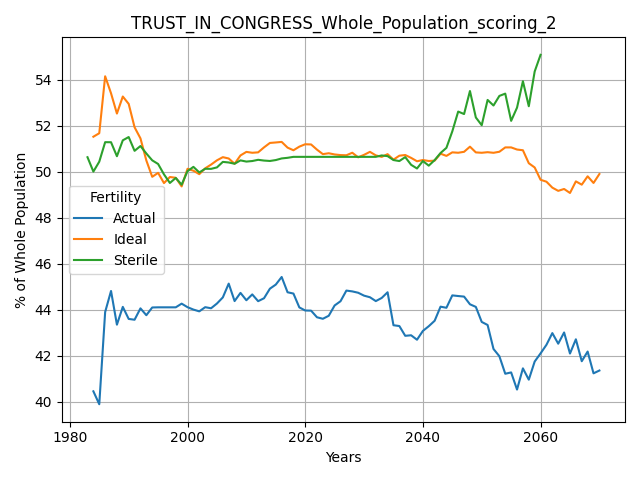 TRUST_IN_CONGRESS_Whole_Population_scoring_2
% of Whole Population
54
52
50
48
46
44
42
40
Fertility
Actual
Ideal
Sterile
1980
2000
2020
2040
2060
Years